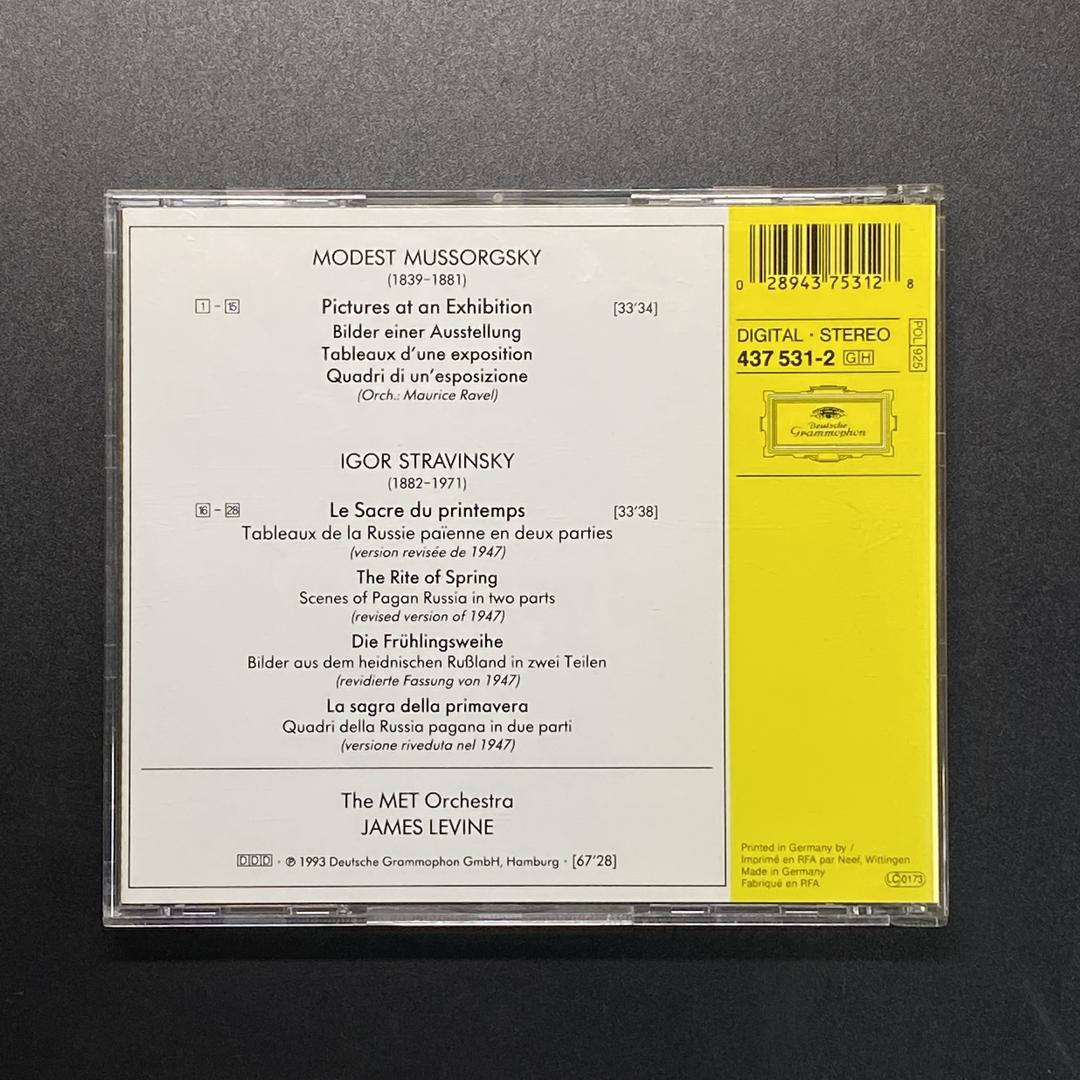 MODEST MUSSORGSKY
(1839–1881)
1 – 15 Pictures at an Exhibition [33'34]
Bilder einer Ausstellung
Tableaux d'une exposition
Quadri di un'esposizione
(Orch.: Maurice Ravel)
IGOR STRAVINSKY
(1882–1971)
16 – 28 Le Sacre du printemps [33'38]
Tableaux de la Russie païenne en deux parties
(version revisée de 1947)
The Rite of Spring
Scenes of Pagan Russia in two parts
(revised version of 1947)
Die Frühlingsweihe
Bilder aus dem heidnischen Rußland in zwei Teilen
(revidierte Fassung von 1947)
La sagra della primavera
Quadri della Russia pagana in due parti
(versione riveduta nel 1947)
The MET Orchestra
JAMES LEVINE
DDD · ℗ 1993 Deutsche Grammophon GmbH, Hamburg · [67'28]
0 28943 75312 8
DIGITAL · STEREO
437 531-2 GH
POL 925
Deutsche
Grammophon
Printed in Germany by /
Imprimé en RFA par Neef, Wittingen
Made in Germany
Fabriqué en RFA
LC 0173